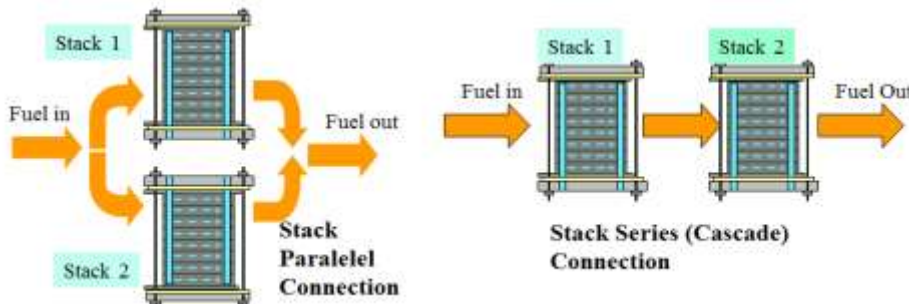 Stack 1
Fuel in
Fuel out
Stack 2
Stack
Paralelel
Connection
Stack 1
Stack 2
Fuel in
Fuel Out
Stack Series (Cascade)
Connection